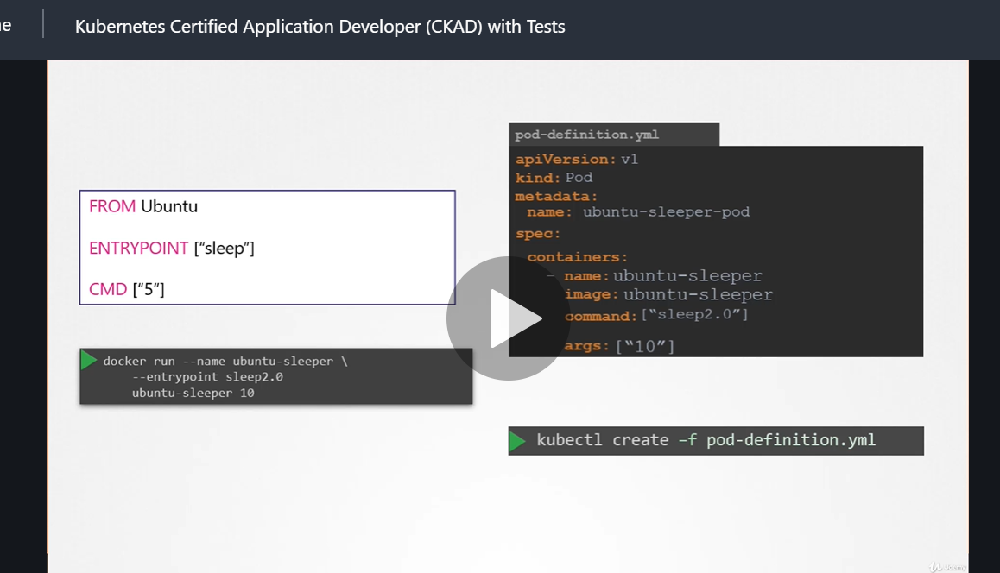 e
Kubernetes Certified Application Developer (CKAD) with Tests
FROM Ubuntu
ENTRYPOINT [“sleep”]
CMD [“5”]
docker run --name ubuntu-sleeper \
--entrypoint sleep2.0
ubuntu-sleeper 10
pod-definition.yml
apiVersion: v1
kind: Pod
metadata:
name: ubuntu-sleeper-pod
spec:
containers:
- name: ubuntu-sleeper
image: ubuntu-sleeper
command: [“sleep2.0”]
args: [“10”]
kubectl create –f pod-definition.yml
Udemy